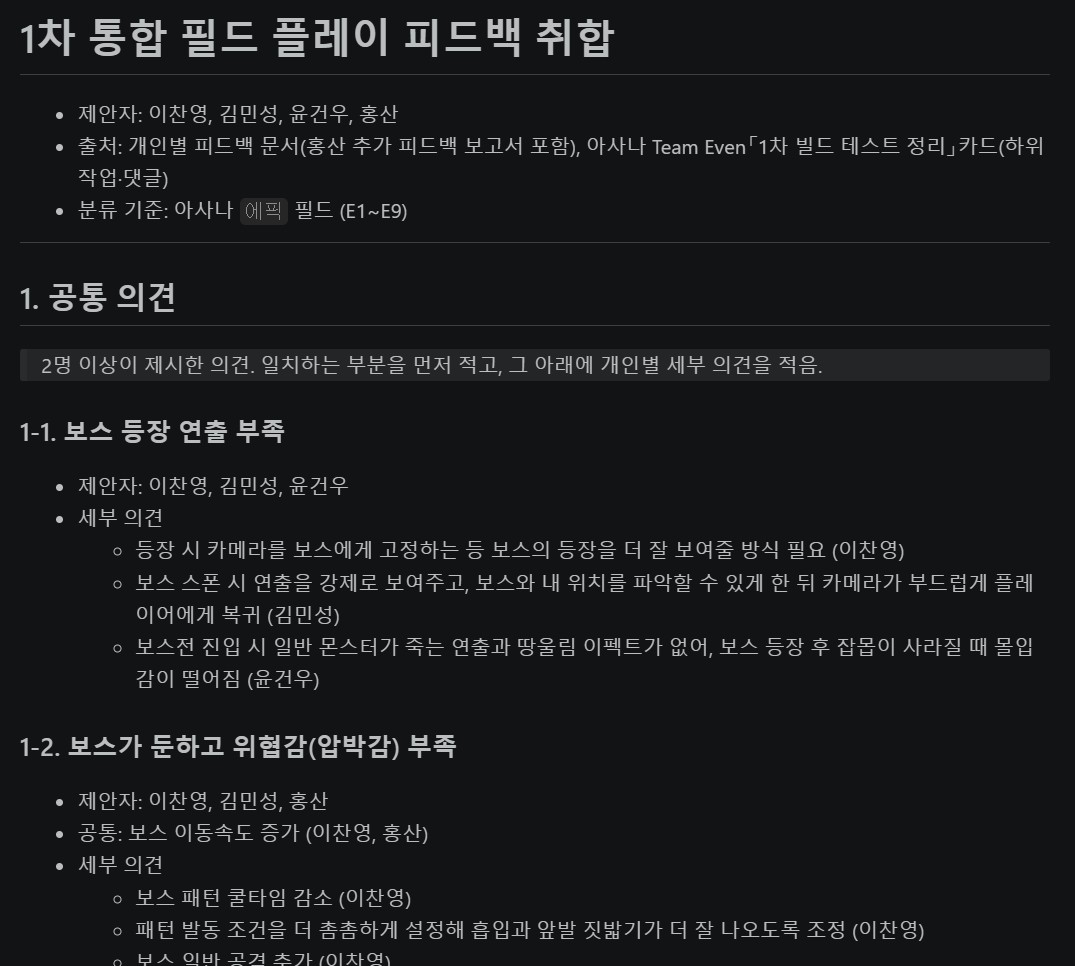 1차 통합 필드 플레이 피드백 취합
제안자: 이찬영, 김민성, 윤건우, 홍산
출처: 개인별 피드백 문서(홍산 추가 피드백 보고서 포함), 아사나 Team Even「1차 빌드 테스트 정리」카드(하위
작업·댓글)
분류 기준: 아사나 에픽 필드 (E1~E9)
1. 공통 의견
2명 이상이 제시한 의견. 일치하는 부분을 먼저 적고, 그 아래에 개인별 세부 의견을 적음.
1-1. 보스 등장 연출 부족
제안자: 이찬영, 김민성, 윤건우
세부 의견
등장 시 카메라를 보스에게 고정하는 등 보스의 등장을 더 잘 보여줄 방식 필요 (이찬영)
보스 스폰 시 연출을 강제로 보여주고, 보스와 내 위치를 파악할 수 있게 한 뒤 카메라가 부드럽게 플레
이어에게 복귀 (김민성)
보스전 진입 시 일반 몬스터가 죽는 연출과 땅울림 이펙트가 없어, 보스 등장 후 잡몹이 사라질 때 몰입
감이 떨어짐 (윤건우)
1-2. 보스가 둔하고 위협감(압박감) 부족
제안자: 이찬영, 김민성, 홍산
공통: 보스 이동속도 증가 (이찬영, 홍산)
세부 의견
보스 패턴 쿨타임 감소 (이찬영)
패턴 발동 조건을 더 촘촘하게 설정해 흡입과 앞발 짓밟기가 더 잘 나오도록 조정 (이찬영)
보스 일반 공격 추가 (이찬영)